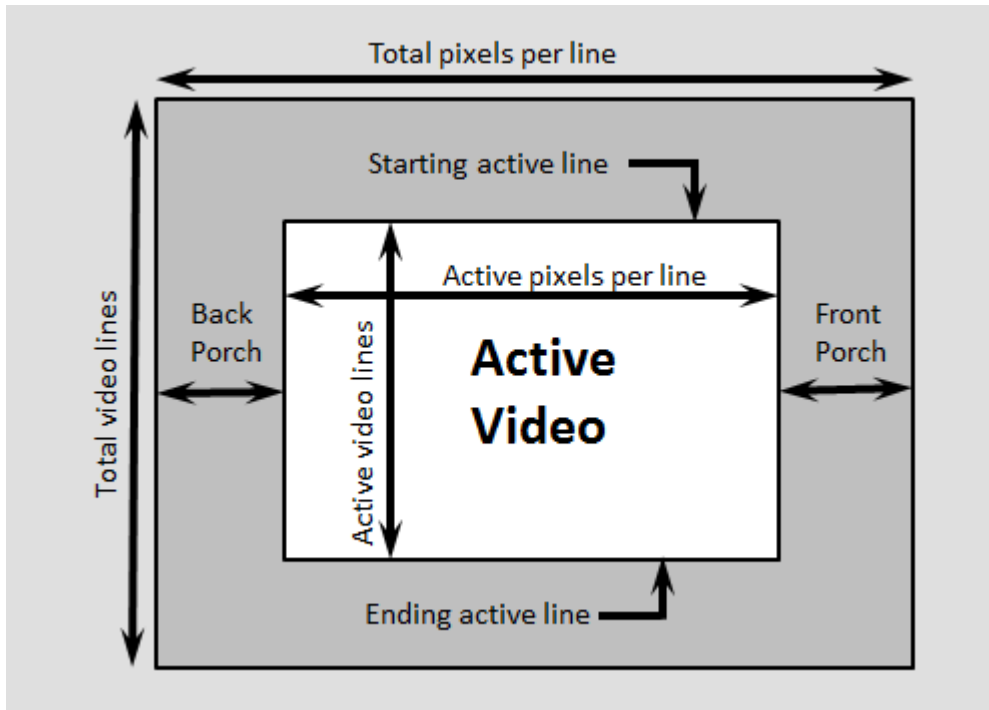 Total pixels per line
Starting active line
Active pixels per line
Back
Porch
Front
Porch
Total video lines
Active video lines
Active
Video
Ending active line